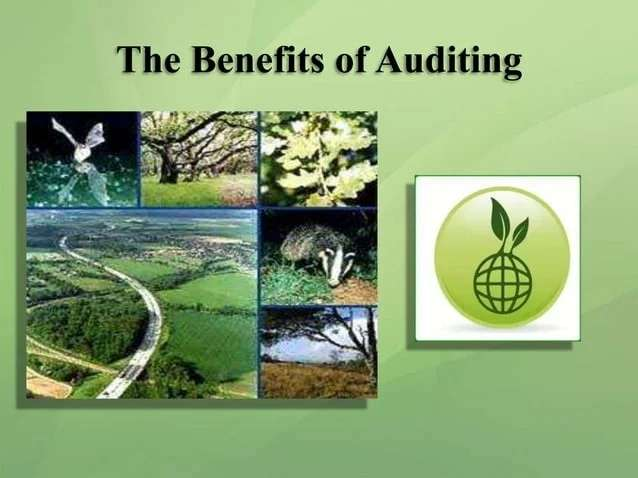 The Benefits of Auditing